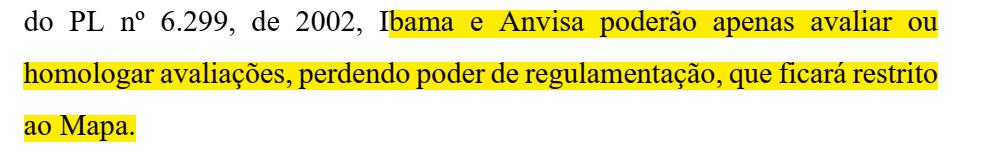 do PL nº 6.299, de 2002, Ibama e Anvisa poderão apenas avaliar ou
homologar avaliações, perdendo poder de regulamentação, que ficará restrito
ao Mapa.